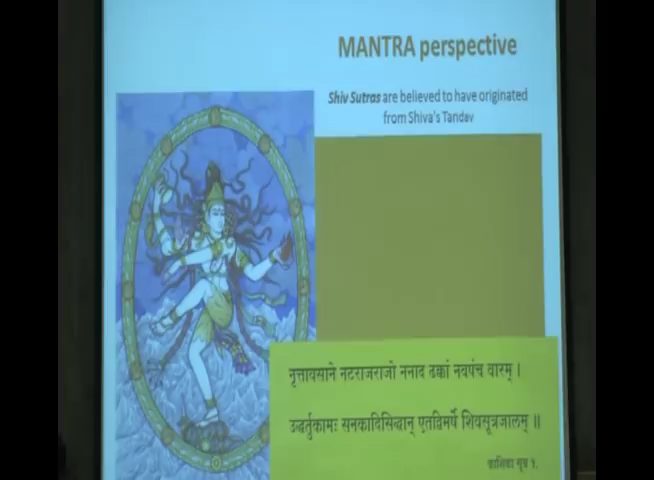 MANTRA perspective
Shiv Sutras are believed to have originated
from Shiva's Tandav
नृत्तावसाने नटराजराजो ननाद ढक्कां नवपंच वारम् ।
उद्धर्तुकामः सनकादिसिद्धान् एतद्विमर्षे शिवसूत्रजालम् ॥
काशिका सूत्र १.